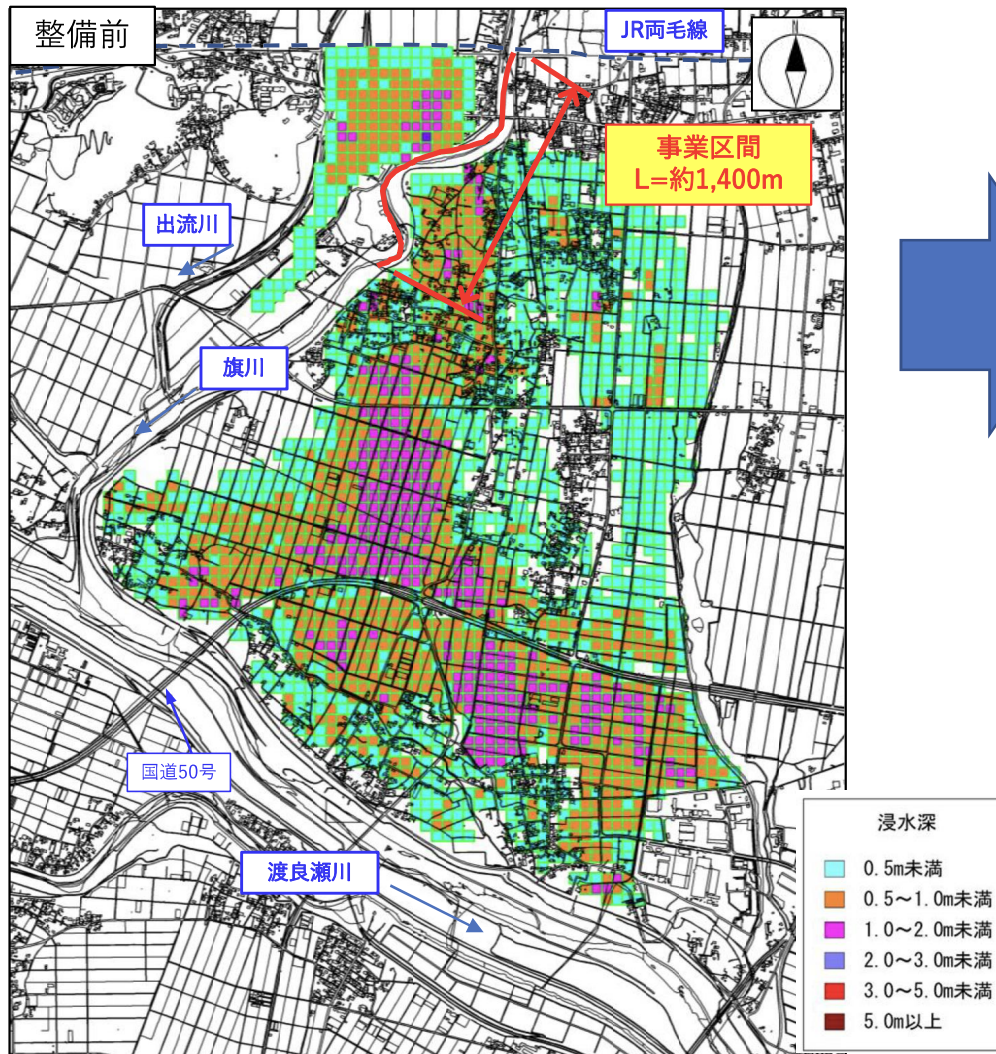 整備前
JR両毛線
N
事業区間
L=約1,400m
出流川
旗川
国道50号
渡良瀬川
浸水深
0.5m未満
0.5～1.0m未満
1.0～2.0m未満
2.0～3.0m未満
3.0～5.0m未満
5.0m以上